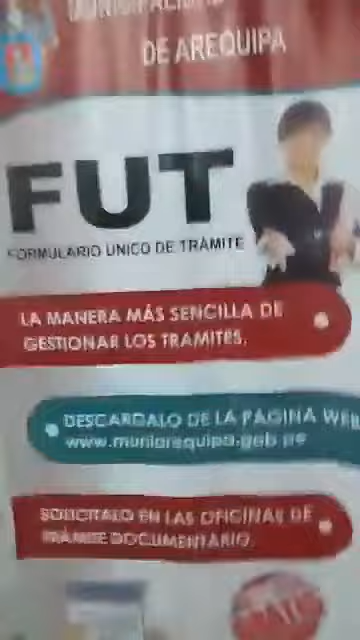 MUNICIPALIDAD
DE AREQUIPA
FUT
FORMULARIO UNICO DE TRÁMITE
LA MANERA MÁS SENCILLA DE
GESTIONAR LOS TRAMITES.
DESCARGALO DE LA PAGINA WEB
www.muniarequipa.gob.pe
SOLICITALO EN LAS OFICINAS DE
TRÁMITE DOCUMENTARIO.